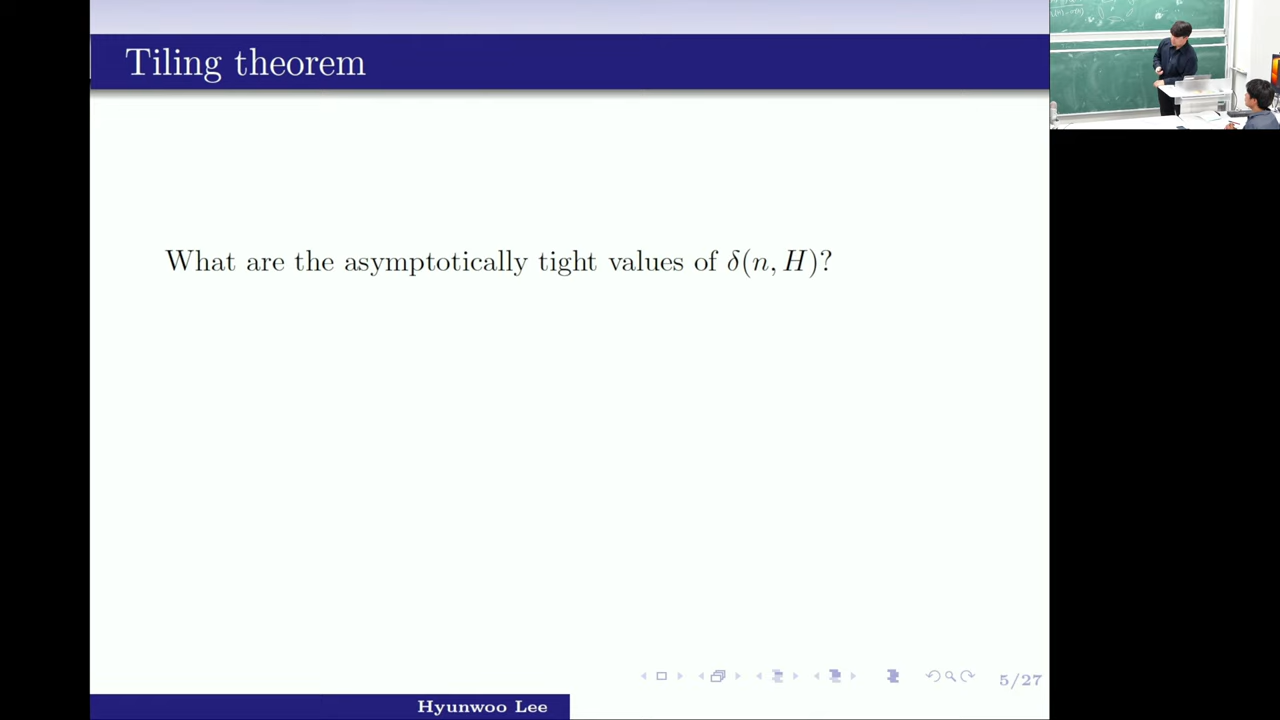 Tiling theorem
What are the asymptotically tight values of δ(n, H)?
5/27
Hyunwoo Lee